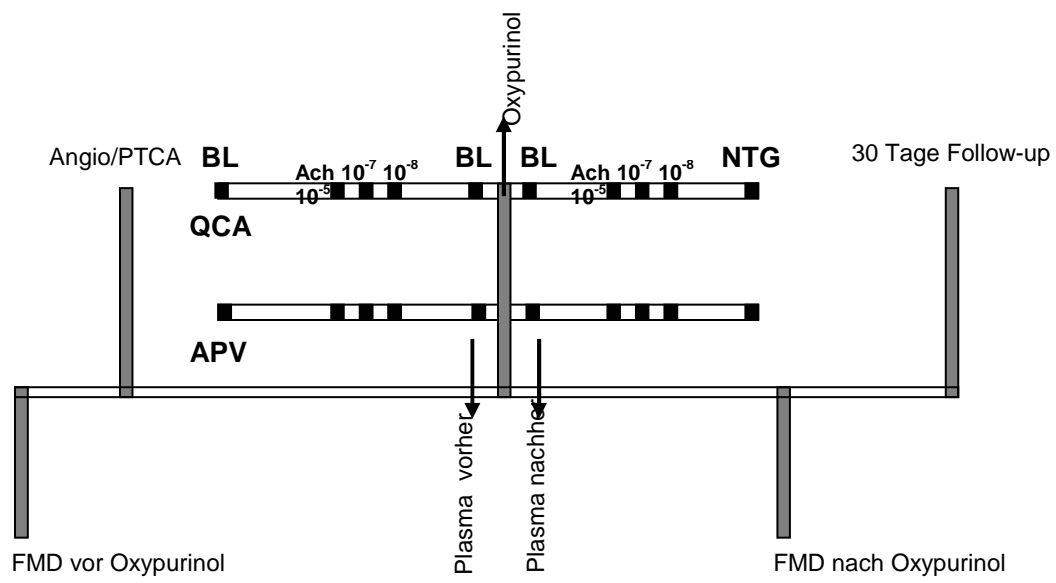 Oxypurinol
Angio/PTCA
BL
BL
BL
NTG
30 Tage Follow-up
Ach 10⁻⁷ 10⁻⁸
10⁻⁵
Ach 10⁻⁷ 10⁻⁸
10⁻⁵
QCA
APV
Plasma vorher
Plasma nachher
FMD vor Oxypurinol
FMD nach Oxypurinol